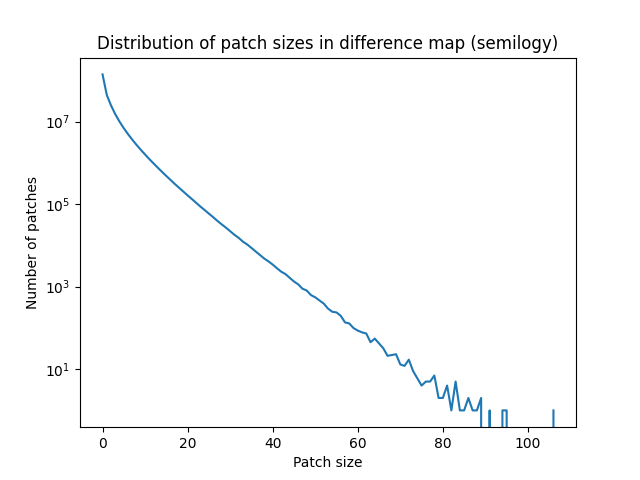 Distribution of patch sizes in difference map (semilogy)
Number of patches
10^7
10^5
10^3
10^1
0 20 40 60 80 100
Patch size